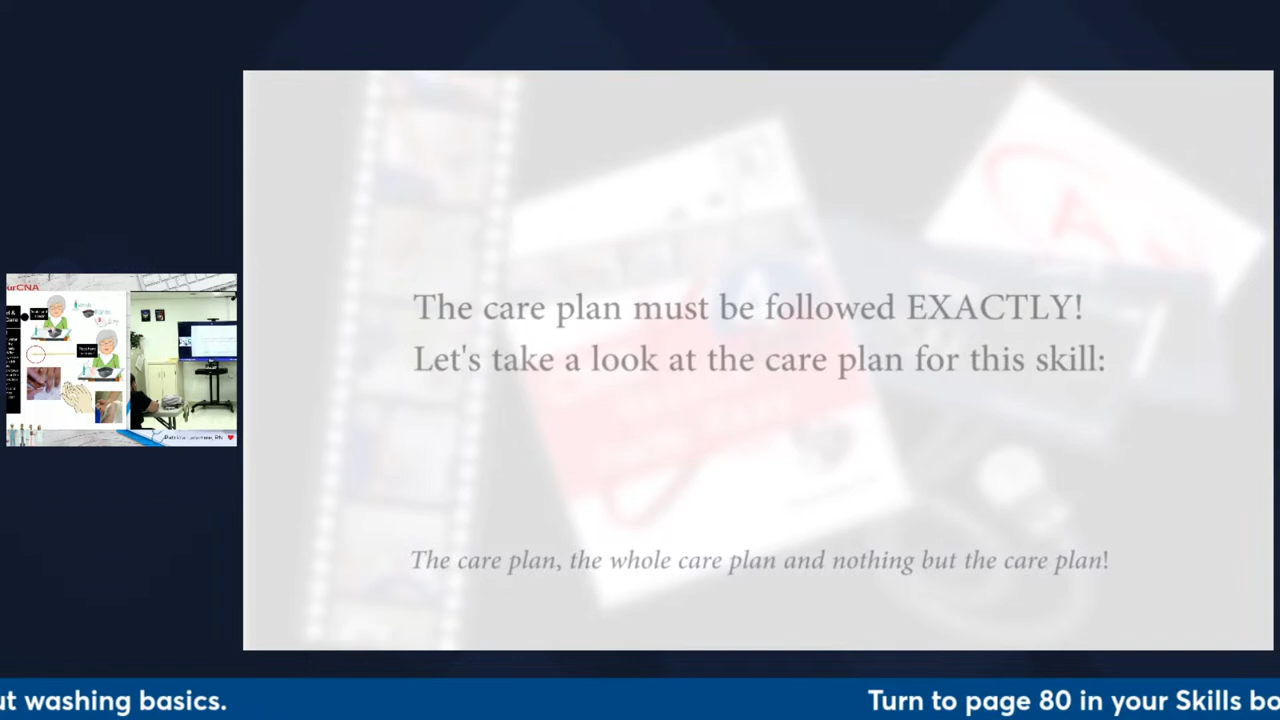 The care plan must be followed EXACTLY!
Let's take a look at the care plan for this skill:
The care plan, the whole care plan and nothing but the care plan!
ut washing basics.
Turn to page 80 in your Skills bo